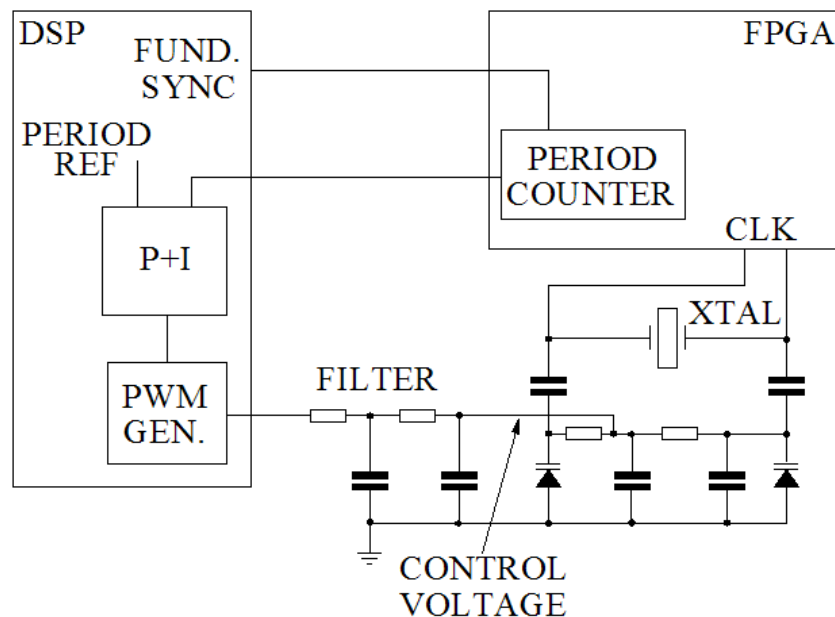 DSP
FUND.
SYNC
PERIOD
REF
P+I
PWM
GEN.
FILTER
FPGA
PERIOD
COUNTER
CLK
XTAL
CONTROL
VOLTAGE